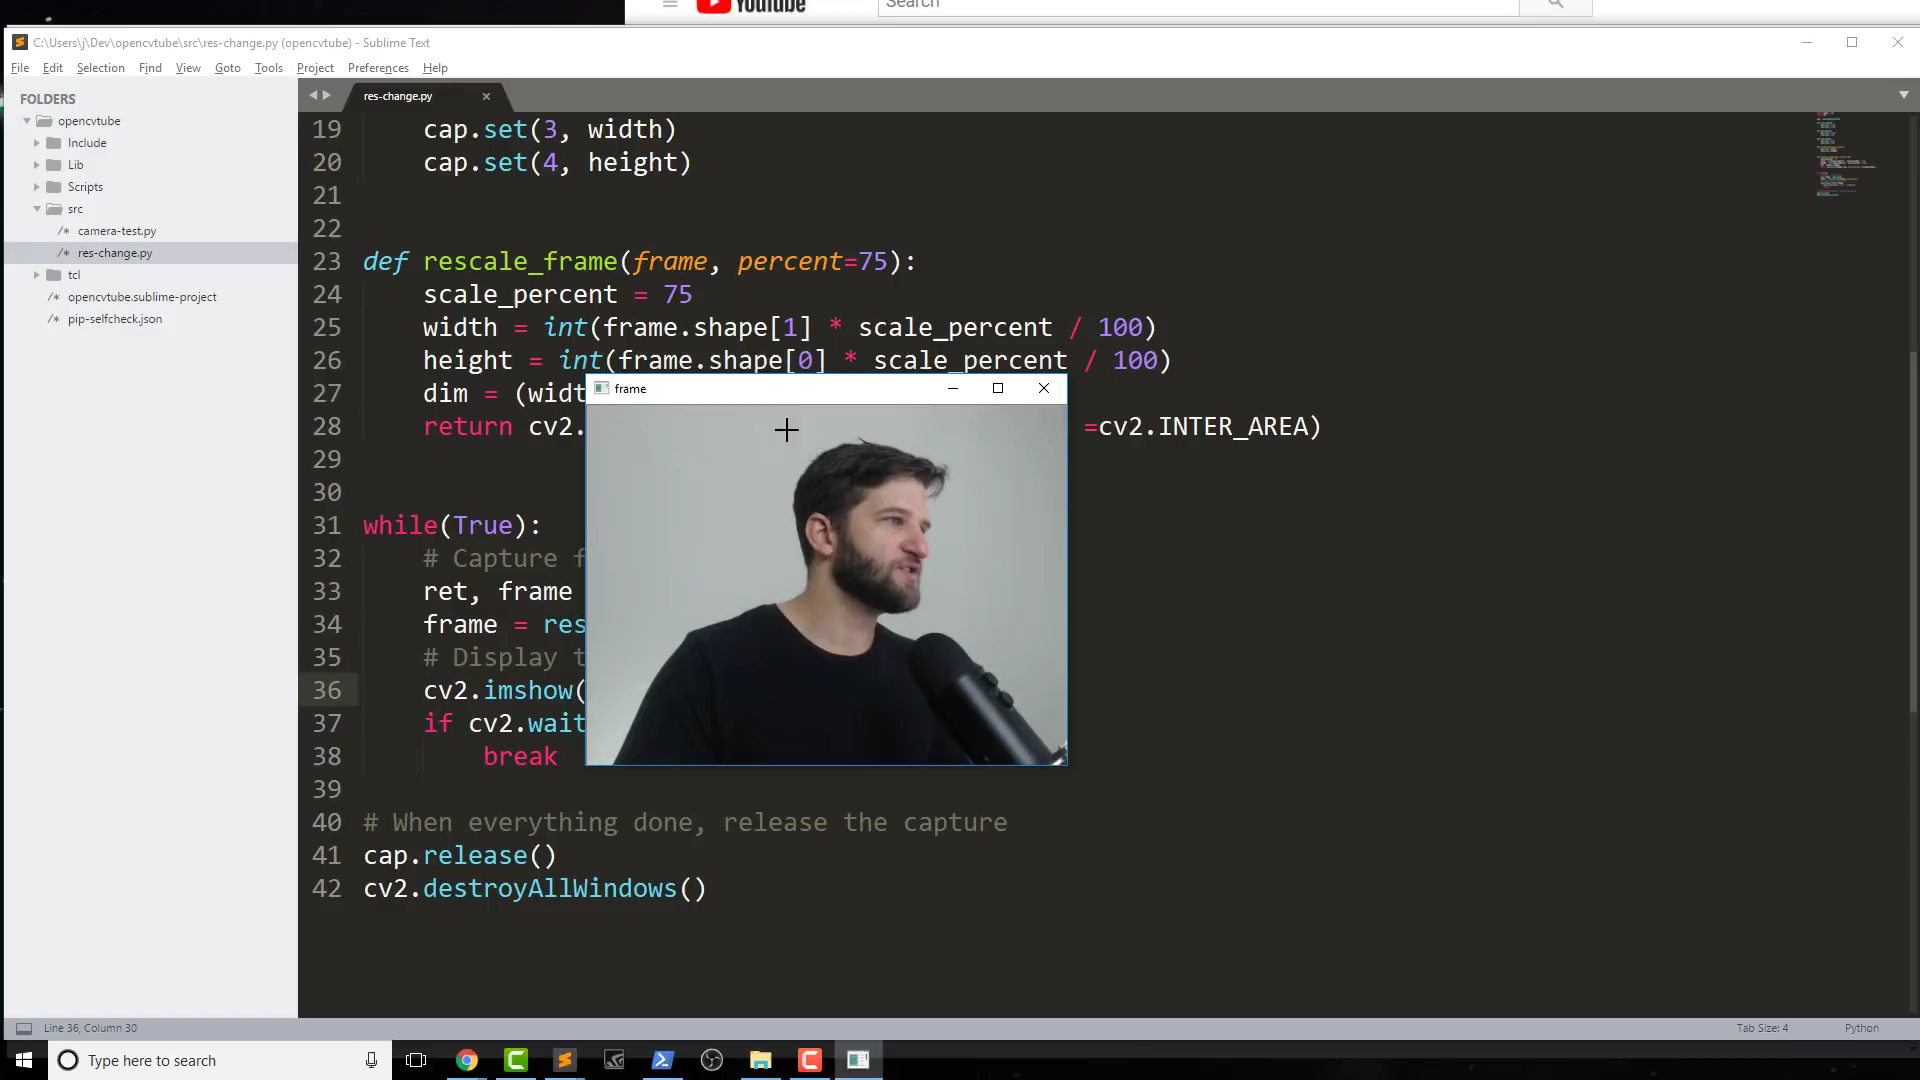 YouTube
Search
C:\Users\j\Dev\opencvtube\src\res-change.py (opencvtube) - Sublime Text
File Edit Selection Find View Goto Tools Project Preferences Help
FOLDERS
opencvtube
Include
Lib
Scripts
src
/* camera-test.py
/* res-change.py
tcl
/* opencvtube.sublime-project
/* pip-selfcheck.json
res-change.py
19 cap.set(3, width)
20 cap.set(4, height)
21
22
23 def rescale_frame(frame, percent=75):
24 scale_percent = 75
25 width = int(frame.shape[1] * scale_percent / 100)
26 height = int(frame.shape[0] * scale_percent / 100)
27 dim = (widt
28 return cv2. =cv2.INTER_AREA)
29
30
31 while(True):
32 # Capture f
33 ret, frame
34 frame = res
35 # Display t
36 cv2.imshow(
37 if cv2.wait
38 break
39
40 # When everything done, release the capture
41 cap.release()
42 cv2.destroyAllWindows()
frame
Line 36, Column 30
Tab Size: 4
Python
Type here to search